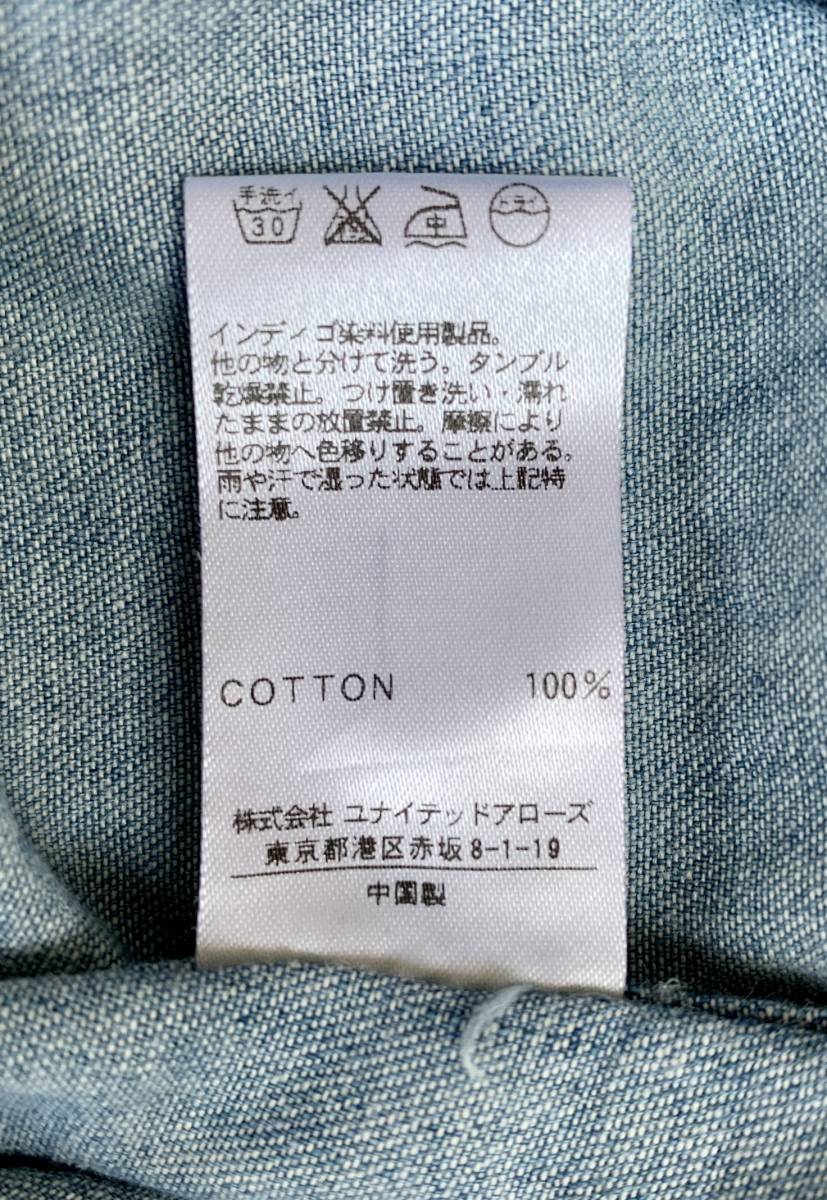 手洗イ
30 中 ドライ
インディゴ染料使用製品。
他の物と分けて洗う。タンブル
乾燥禁止。つけ置き洗い・濡れ
たままの放置禁止。摩擦により
他の物へ色移りすることがある。
雨や汗で湿った状態では上記特
に注意。
COTTON 100%
株式会社 ユナイテッドアローズ
東京都港区赤坂8-1-19
中国製